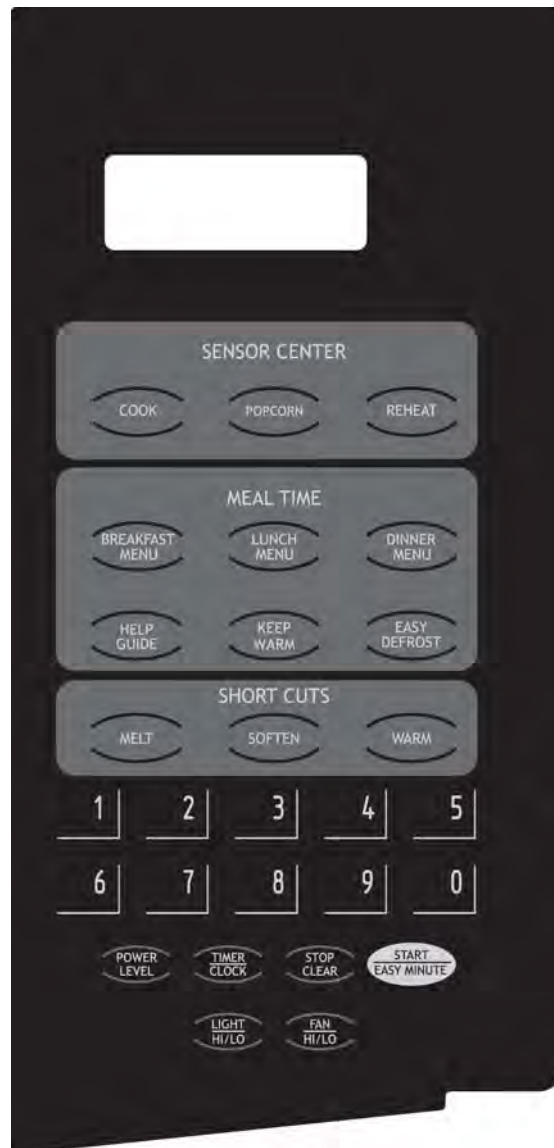 SENSOR CENTER
COOK
POPCORN
REHEAT
MEAL TIME
BREAKFAST
MENU
LUNCH
MENU
DINNER
MENU
HELP
GUIDE
KEEP
WARM
EASY
DEFROST
SHORT CUTS
MELT
SOFTEN
WARM
1 2 3 4 5
6 7 8 9 0
POWER
LEVEL
TIMER
CLOCK
STOP
CLEAR
START
EASY MINUTE
LIGHT
HI/LO
FAN
HI/LO